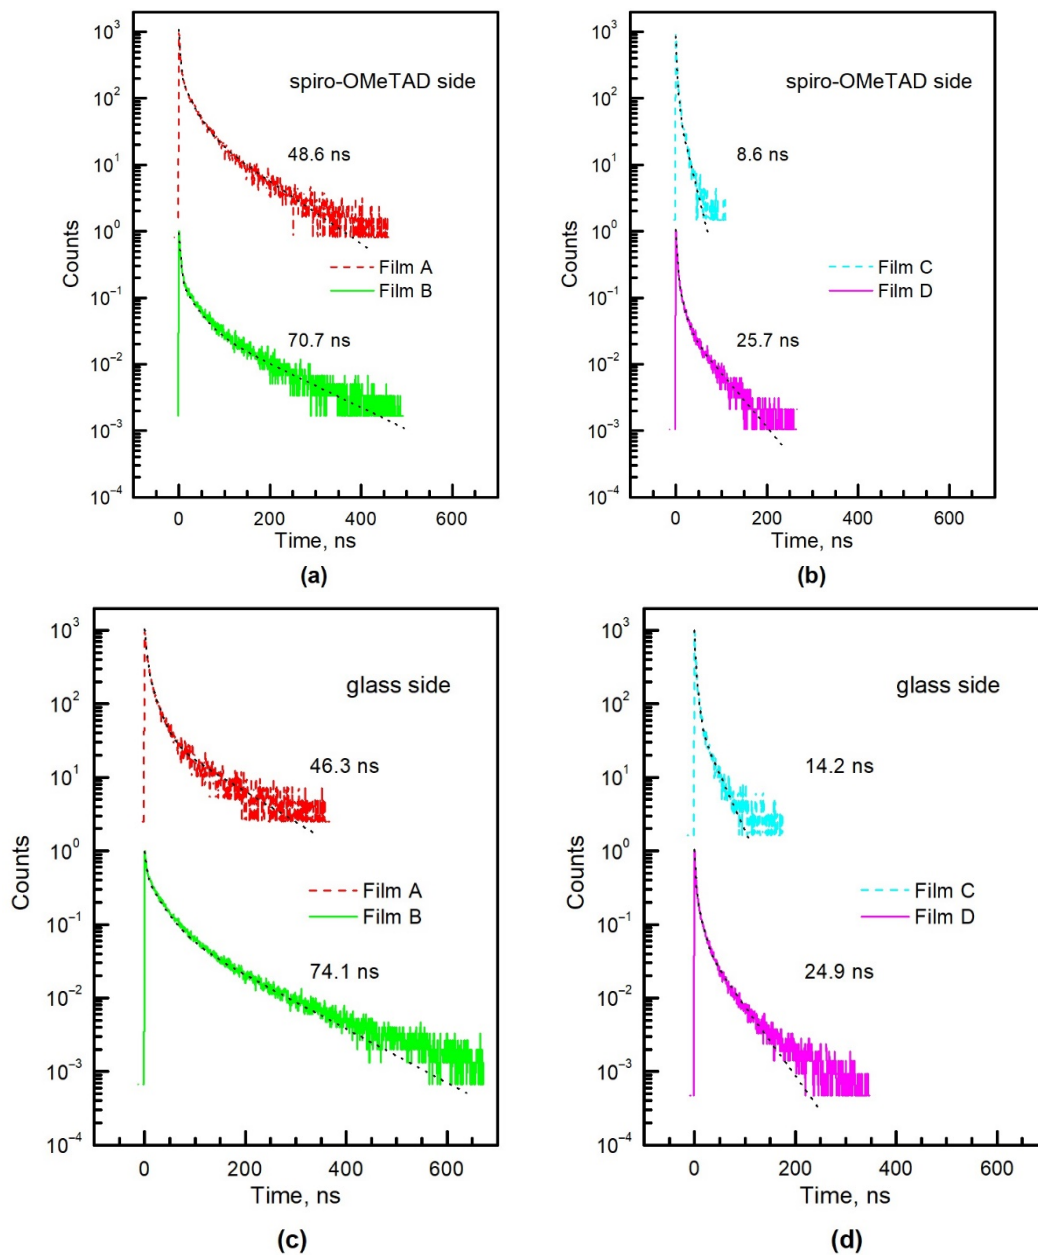 10³
spiro-OMeTAD side
10²
48.6 ns
10¹
10⁰
Film A
Film B
10⁻¹
70.7 ns
10⁻²
10⁻³
10⁻⁴
Counts
0 200 400 600
Time, ns
(a)
10³
spiro-OMeTAD side
10²
8.6 ns
10¹
10⁰
Film C
Film D
10⁻¹
25.7 ns
10⁻²
10⁻³
10⁻⁴
Counts
0 200 400 600
Time, ns
(b)
10³
glass side
10²
46.3 ns
10¹
10⁰
Film A
Film B
10⁻¹
74.1 ns
10⁻²
10⁻³
10⁻⁴
Counts
0 200 400 600
Time, ns
(c)
10³
glass side
10²
14.2 ns
10¹
10⁰
Film C
Film D
10⁻¹
24.9 ns
10⁻²
10⁻³
10⁻⁴
Counts
0 200 400 600
Time, ns
(d)